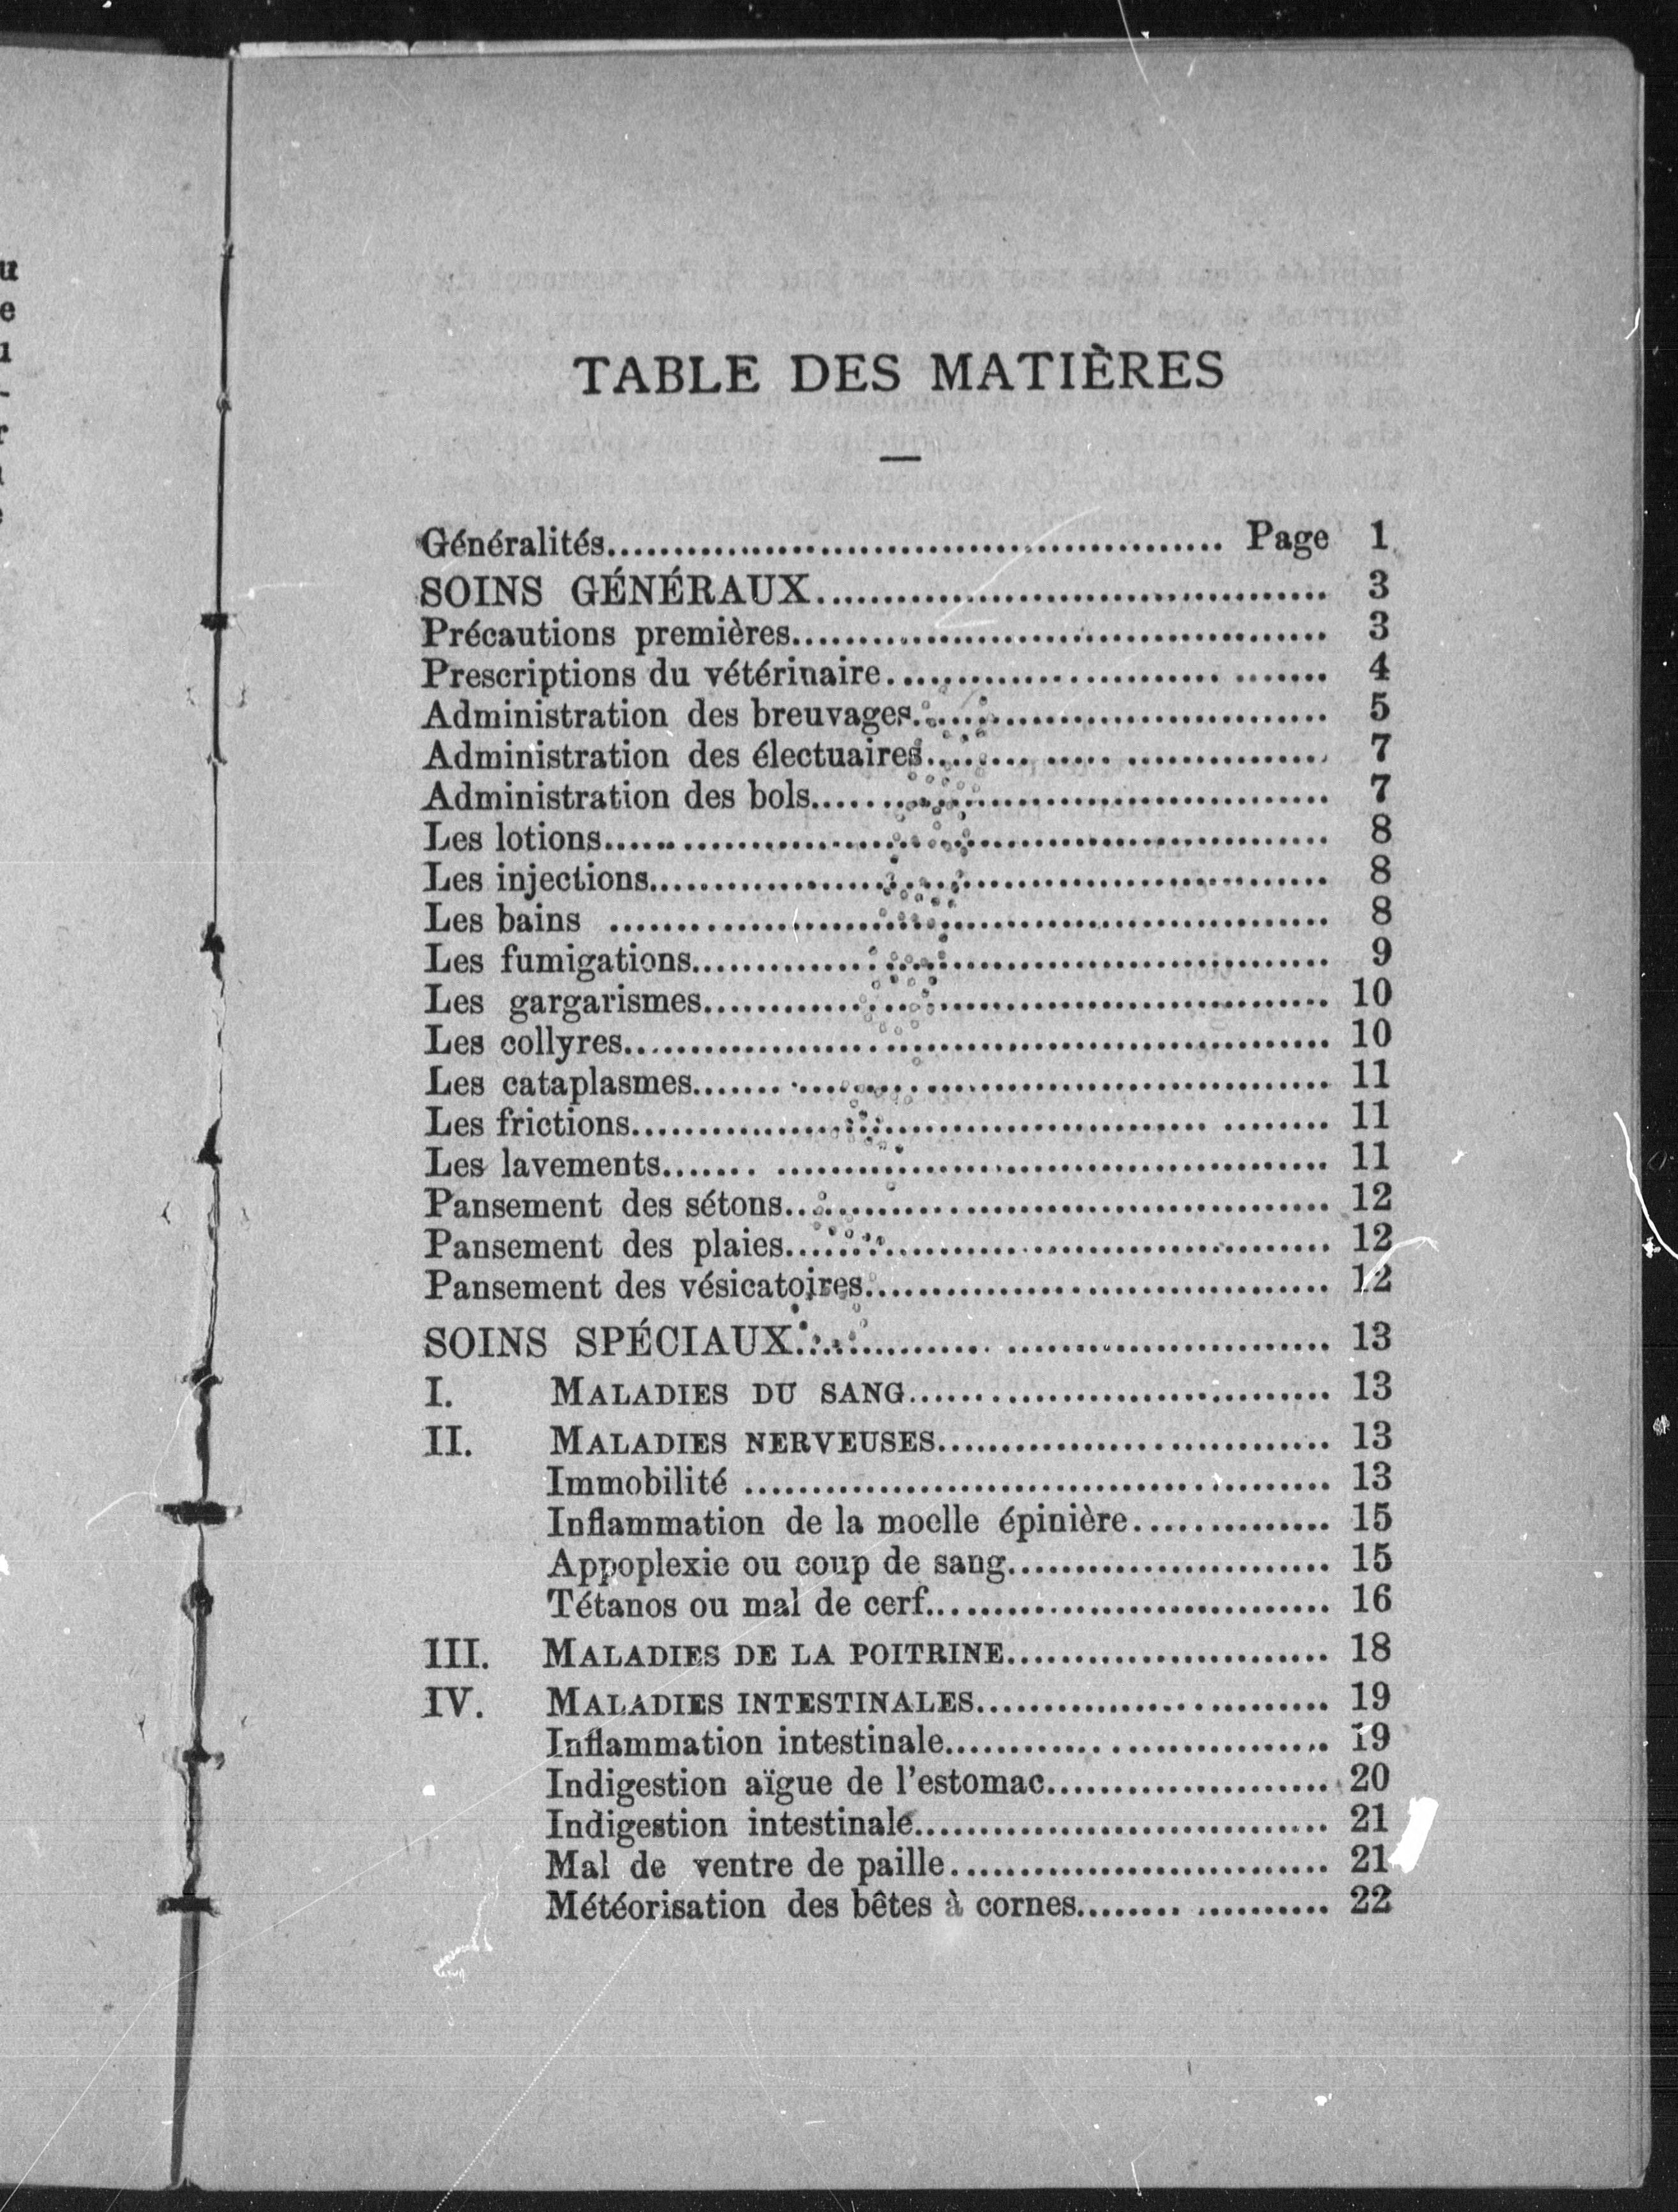 TABLE DES MATIÈRES
Généralités............................................... Page 1
SOINS GÉNÉRAUX....................................... 3
Précautions premières......................................... 3
Prescriptions du vétérinaire.................................. 4
Administration des breuvages................................ 5
Administration des électuaires............................... 7
Administration des bols....................................... 7
Les lotions....................................................... 8
Les injections................................................... 8
Les bains ....................................................... 8
Les fumigations................................................ 9
Les gargarismes............................................... 10
Les collyres..................................................... 10
Les cataplasmes................................................ 11
Les frictions..................................................... 11
Les lavements.................................................. 11
Pansement des sétons......................................... 12
Pansement des plaies......................................... 12
Pansement des vésicatoires................................... 12
SOINS SPÉCIAUX........................................ 13
I. MALADIES DU SANG................................ 13
II. MALADIES NERVEUSES.............................. 13
Immobilité ............................................. 13
Inflammation de la moelle épinière............... 15
Appoplexie ou coup de sang........................ 15
Tétanos ou mal de cerf.............................. 16
III. MALADIES DE LA POITRINE........................ 18
IV. MALADIES INTESTINALES.......................... 19
Inflammation intestinale............................. 19
Indigestion aïgue de l'estomac..................... 20
Indigestion intestinale............................... 21
Mal de ventre de paille............................. 21
Météorisation des bêtes à cornes................... 22